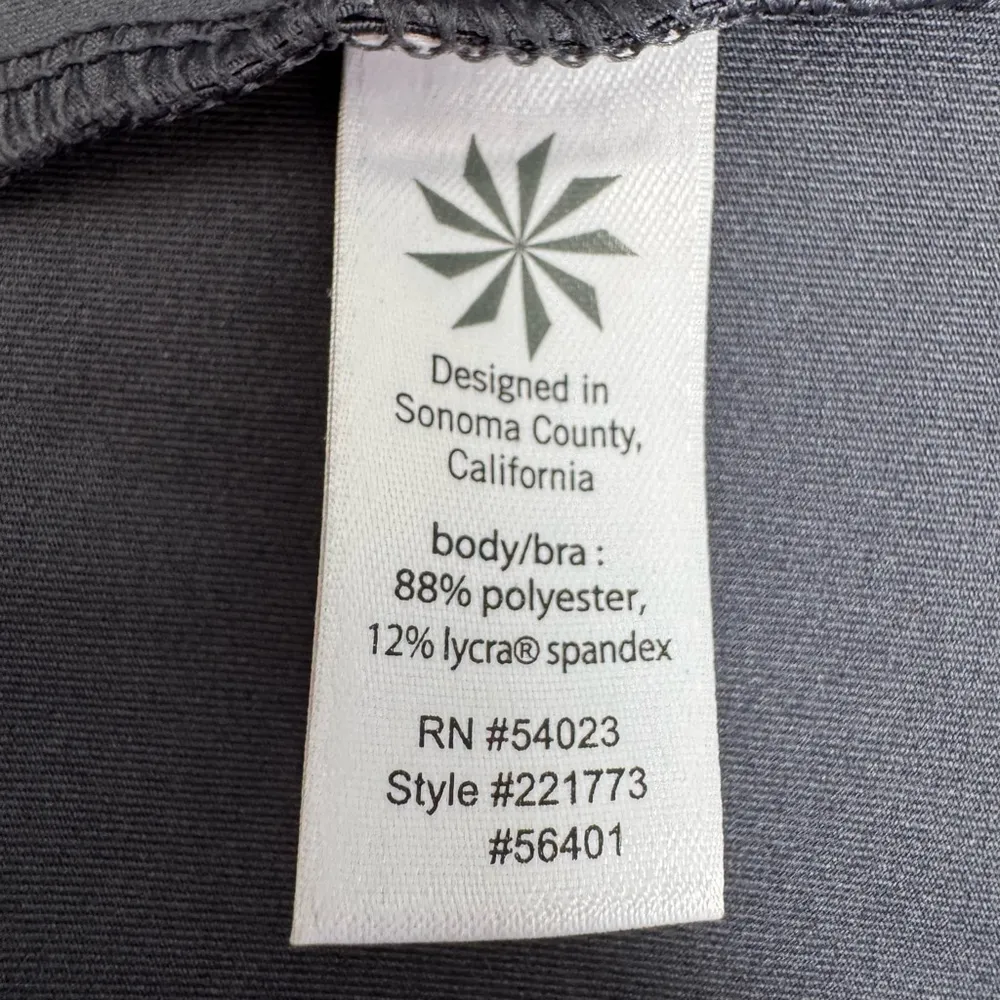 Designed in
Sonoma County,
California
body/bra :
88% polyester,
12% lycra® spandex
RN #54023
Style #221773
#56401